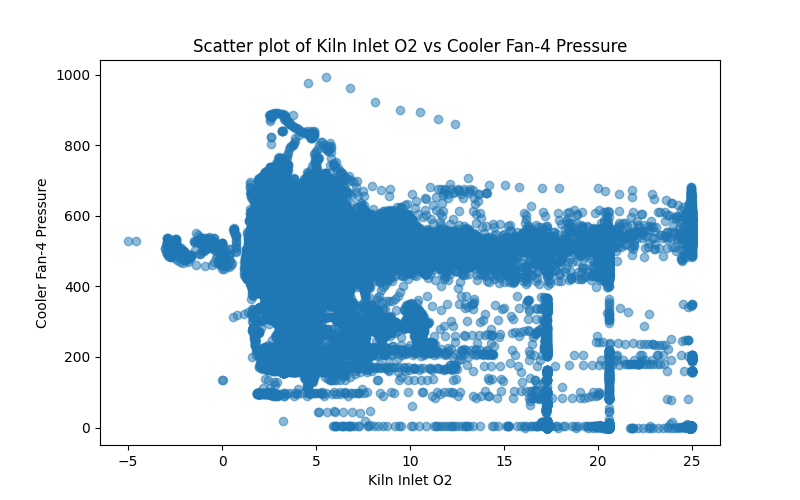 Scatter plot of Kiln Inlet O2 vs Cooler Fan-4 Pressure
1000
800
600
400
200
0
Cooler Fan-4 Pressure
−5 0 5 10 15 20 25
Kiln Inlet O2